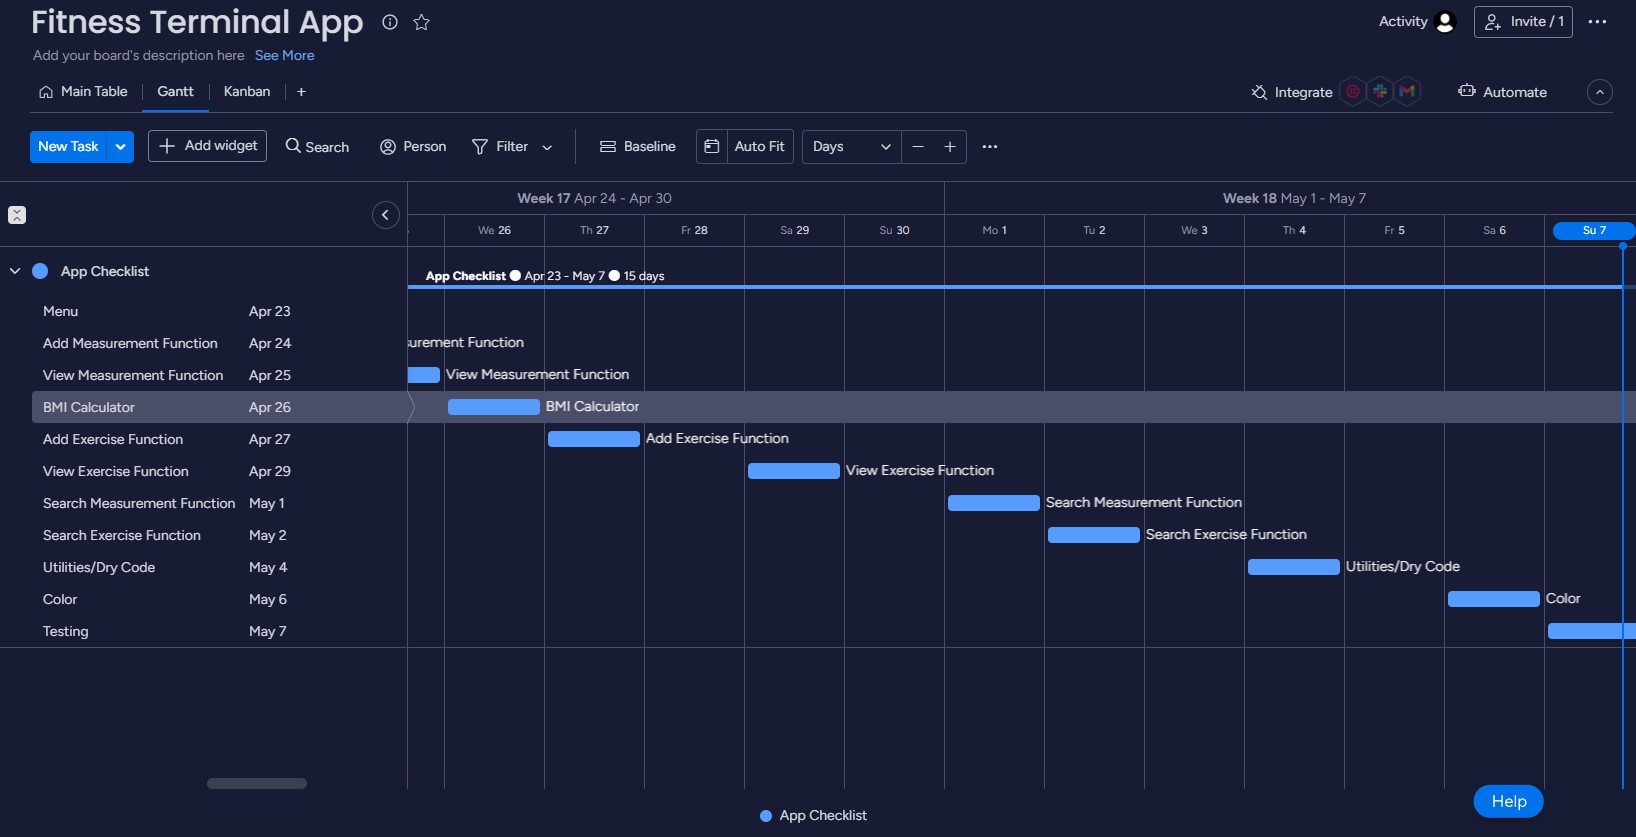 Fitness Terminal App
Activity
Invite / 1
Add your board's description here See More
Main Table
Gantt
Kanban
+
Integrate
Automate
New Task
Add widget
Search
Person
Filter
Baseline
Auto Fit
Days
Week 17 Apr 24 - Apr 30
Week 18 May 1 - May 7
We 26
Th 27
Fr 28
Sa 29
Su 30
Mo 1
Tu 2
We 3
Th 4
Fr 5
Sa 6
Su 7
App Checklist
App Checklist ● Apr 23 - May 7 ● 15 days
Menu Apr 23
Add Measurement Function Apr 24
urement Function
View Measurement Function Apr 25
View Measurement Function
BMI Calculator Apr 26
BMI Calculator
Add Exercise Function Apr 27
Add Exercise Function
View Exercise Function Apr 29
View Exercise Function
Search Measurement Function May 1
Search Measurement Function
Search Exercise Function May 2
Search Exercise Function
Utilities/Dry Code May 4
Utilities/Dry Code
Color May 6
Color
Testing May 7
Help
App Checklist